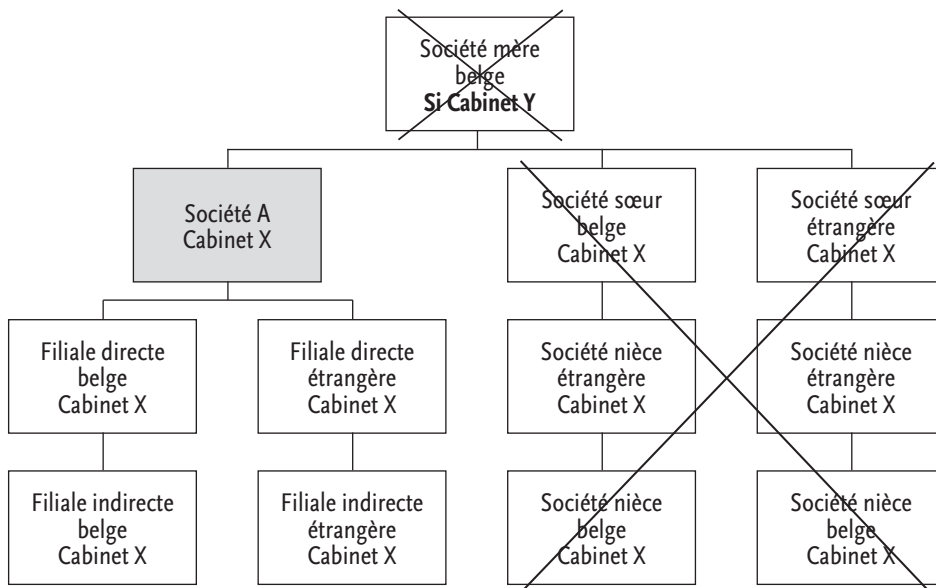 Société mère
belge
Si Cabinet Y
Société A
Cabinet X
Société sœur
belge
Cabinet X
Société sœur
étrangère
Cabinet X
Filiale directe
belge
Cabinet X
Filiale directe
étrangère
Cabinet X
Société nièce
étrangère
Cabinet X
Société nièce
étrangère
Cabinet X
Filiale indirecte
belge
Cabinet X
Filiale indirecte
étrangère
Cabinet X
Société nièce
belge
Cabinet X
Société nièce
belge
Cabinet X